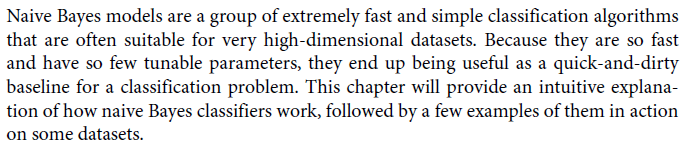 Naive Bayes models are a group of extremely fast and simple classification algorithms
that are often suitable for very high-dimensional datasets. Because they are so fast
and have so few tunable parameters, they end up being useful as a quick-and-dirty
baseline for a classification problem. This chapter will provide an intuitive explana-
tion of how naive Bayes classifiers work, followed by a few examples of them in action
on some datasets.